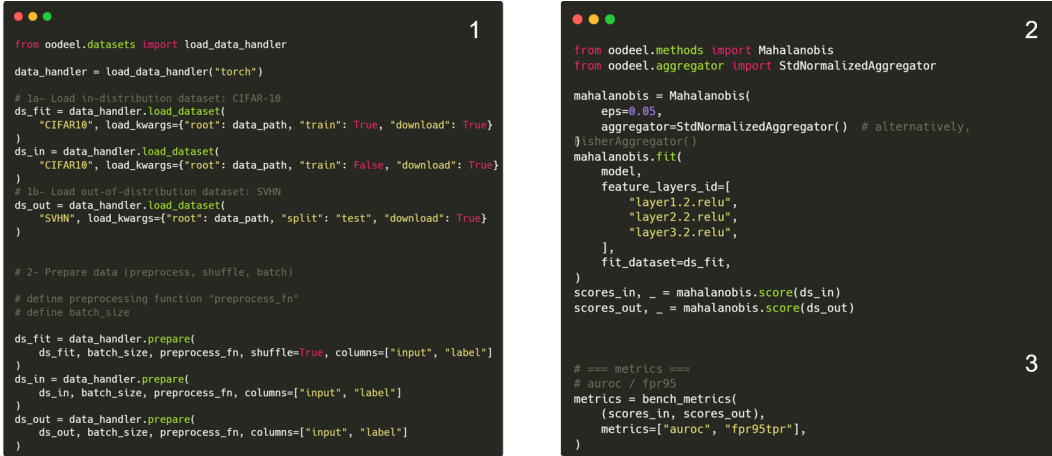 1
from oodeel.datasets import load_data_handler
data_handler = load_data_handler("torch")
# 1a- Load in-distribution dataset: CIFAR-10
ds_fit = data_handler.load_dataset(
"CIFAR10", load_kwargs={"root": data_path, "train": True, "download": True}
)
ds_in = data_handler.load_dataset(
"CIFAR10", load_kwargs={"root": data_path, "train": False, "download": True}
)
# 1b- Load out-of-distribution dataset: SVHN
ds_out = data_handler.load_dataset(
"SVHN", load_kwargs={"root": data_path, "split": "test", "download": True}
)
# 2- Prepare data (preprocess, shuffle, batch)
# define preprocessing function "preprocess_fn"
# define batch_size
ds_fit = data_handler.prepare(
ds_fit, batch_size, preprocess_fn, shuffle=True, columns=["input", "label"]
)
ds_in = data_handler.prepare(
ds_in, batch_size, preprocess_fn, columns=["input", "label"]
)
ds_out = data_handler.prepare(
ds_out, batch_size, preprocess_fn, columns=["input", "label"]
)
2
from oodeel.methods import Mahalanobis
from oodeel.aggregator import StdNormalizedAggregator
mahalanobis = Mahalanobis(
eps=0.05,
aggregator=StdNormalizedAggregator() # alternatively,
)isherAggregator()
mahalanobis.fit(
model,
feature_layers_id=[
"layer1.2.relu",
"layer2.2.relu",
"layer3.2.relu",
],
fit_dataset=ds_fit,
)
scores_in, _ = mahalanobis.score(ds_in)
scores_out, _ = mahalanobis.score(ds_out)
3
# === metrics ===
# auroc / fpr95
metrics = bench_metrics(
(scores_in, scores_out),
metrics=["auroc", "fpr95tpr"],
)